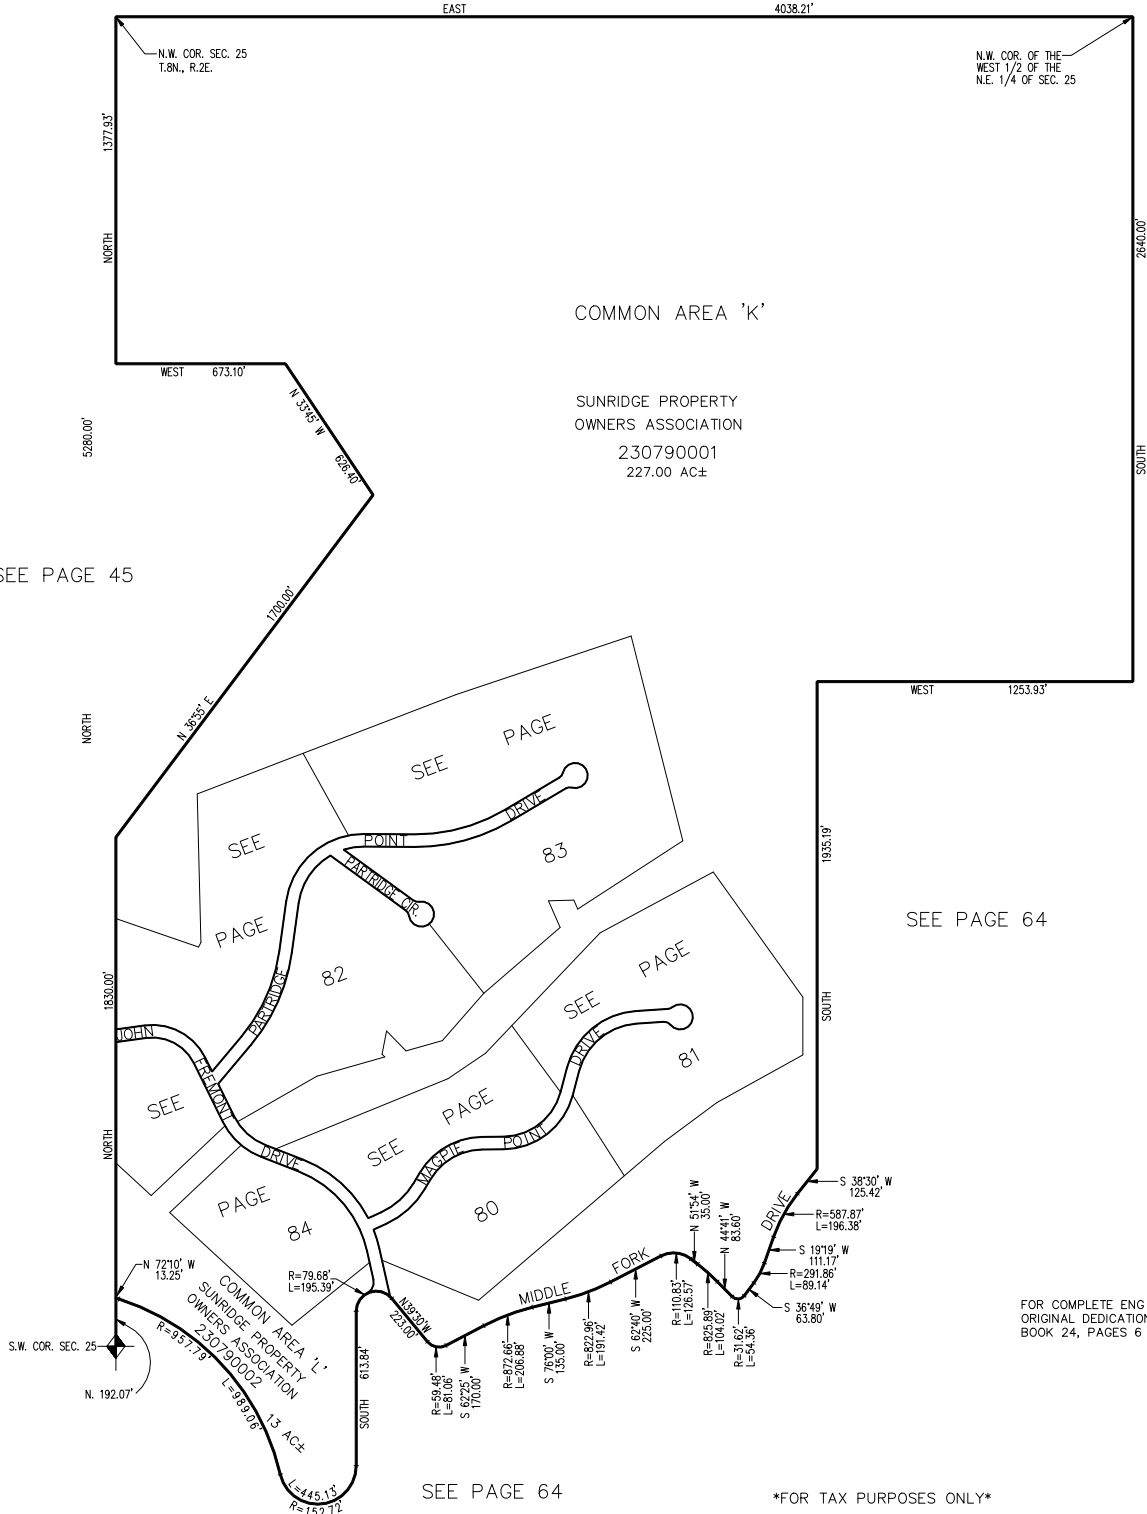 EAST 4038.21'
N.W. COR. SEC. 25
T.8N., R.2E.
N.W. COR. OF THE
WEST 1/2 OF THE
N.E. 1/4 OF SEC. 25
1377.93'
NORTH
2640.00'
SOUTH
COMMON AREA 'K'
WEST 673.10'
N 33°45' W
626.40'
SUNRIDGE PROPERTY
OWNERS ASSOCIATION
230790001
227.00 AC±
5280.00'
NORTH
SEE PAGE 45
1700.00'
N 36°55' E
WEST 1253.93'
SEE PAGE
83
POINT DRIVE
PARTRIDGE CIR.
SEE
PAGE
82
PARTRIDGE
1935.19'
SOUTH
SEE PAGE 64
1830.00'
NORTH
SEE PAGE
81
JOHN
FREMONT
DRIVE
SEE
PAGE
84
SEE PAGE
80
MAGPIE POINT DRIVE
S 38°30' W
125.42'
R=587.87'
L=196.38'
S 19°19' W
111.17'
R=291.86'
L=89.14'
S 36°49' W
63.80'
N 51°54' W
35.00'
N 44°41' W
83.60'
MIDDLE FORK DRIVE
N 72°10' W
13.25'
R=79.68'
L=195.39'
N39°30'W
223.00'
R=59.48'
L=81.06'
S 62°25' W
170.00'
R=872.66'
L=206.88'
S 76°00' W
135.00'
R=822.96'
L=191.42
S 62°40' W
225.00'
R=110.83'
L=126.57'
R=825.89'
L=104.02'
R=31.62'
L=54.36'
COMMON AREA 'L'
SUNRIDGE PROPERTY
OWNERS ASSOCIATION
230790002
13 AC±
S.W. COR. SEC. 25
N. 192.07'
R=957.79'
L=989.06'
613.84'
SOUTH
L=445.13'
R=152.72'
FOR COMPLETE ENG
ORIGINAL DEDICATION
BOOK 24, PAGES 6
SEE PAGE 64
*FOR TAX PURPOSES ONLY*